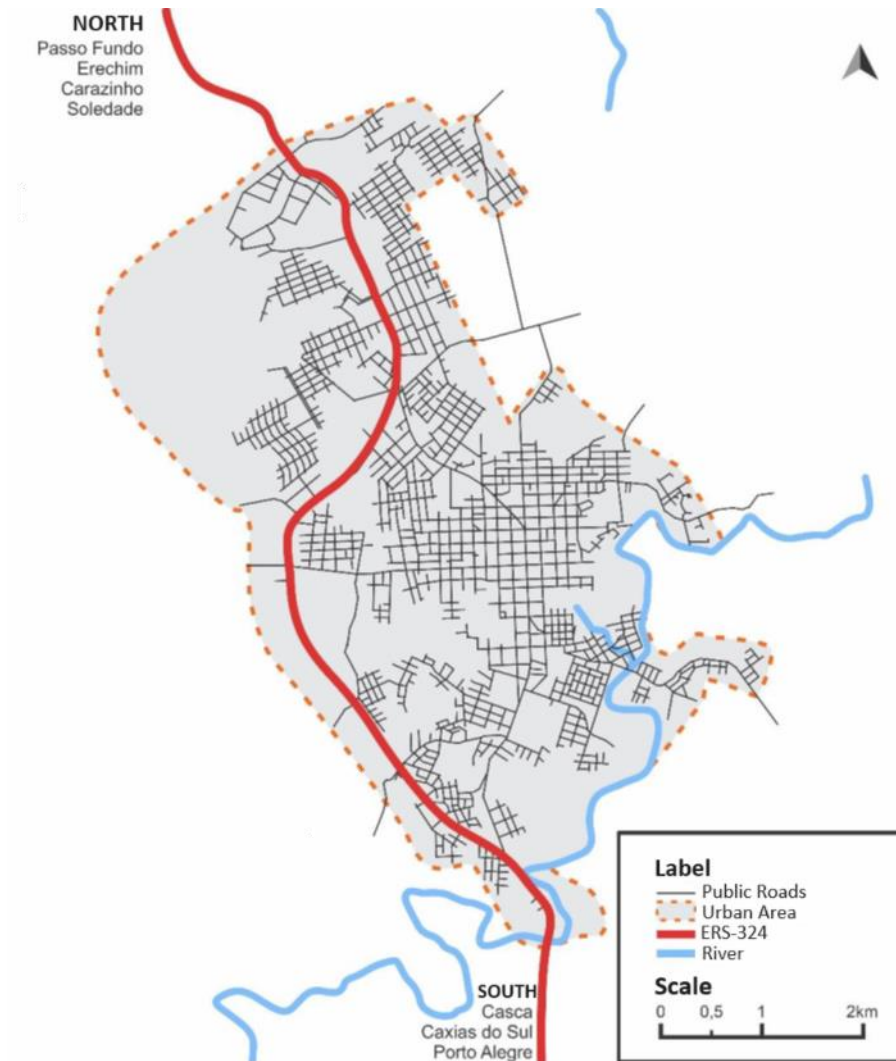 NORTH
Passo Fundo
Erechim
Carazinho
Soledade
Label
Public Roads
Urban Area
ERS-324
River
Scale
0 0,5 1 2km
SOUTH
Casca
Caxias do Sul
Porto Alegre